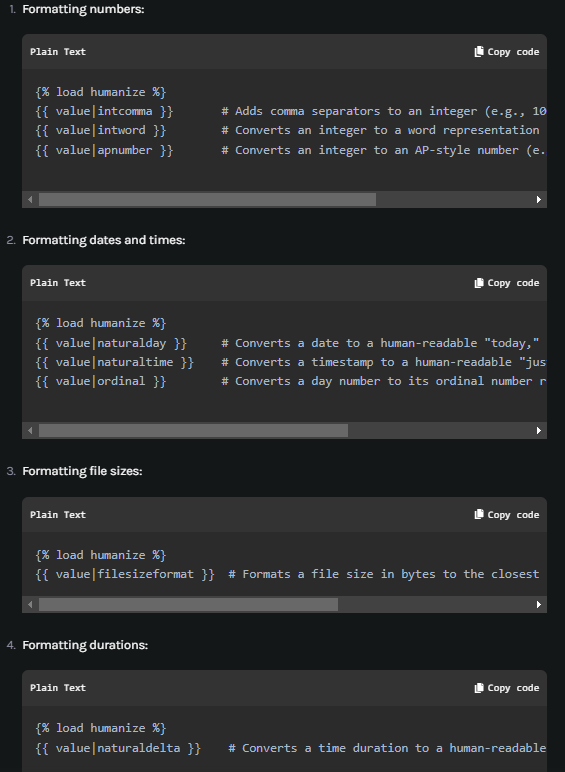 1. Formatting numbers:
Plain Text Copy code
{% load humanize %}
{{ value|intcomma }} # Adds comma separators to an integer (e.g., 10
{{ value|intword }} # Converts an integer to a word representation
{{ value|apnumber }} # Converts an integer to an AP-style number (e.
2. Formatting dates and times:
Plain Text Copy code
{% load humanize %}
{{ value|naturalday }} # Converts a date to a human-readable "today,"
{{ value|naturaltime }} # Converts a timestamp to a human-readable "jus
{{ value|ordinal }} # Converts a day number to its ordinal number r
3. Formatting file sizes:
Plain Text Copy code
{% load humanize %}
{{ value|filesizeformat }} # Formats a file size in bytes to the closest
4. Formatting durations:
Plain Text Copy code
{% load humanize %}
{{ value|naturaldelta }} # Converts a time duration to a human-readable